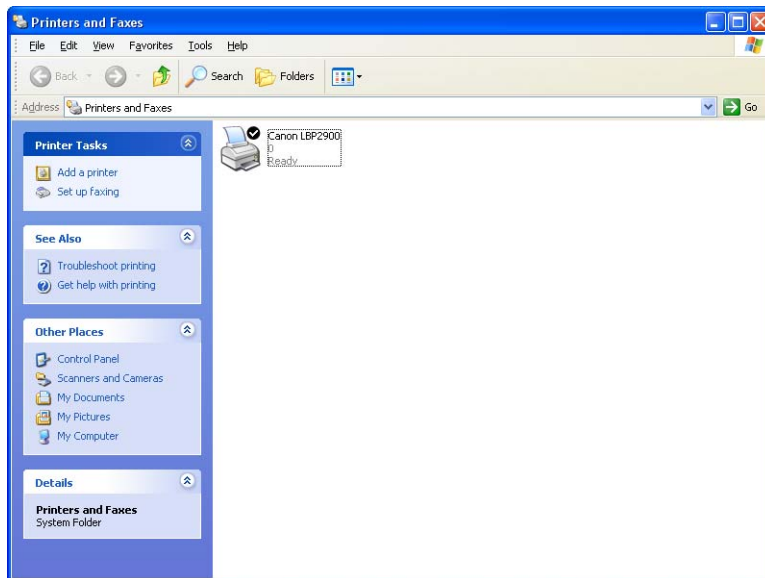 Printers and Faxes
File Edit View Favorites Tools Help
Back Search Folders
Address Printers and Faxes Go
Printer Tasks
Add a printer
Set up faxing
See Also
Troubleshoot printing
Get help with printing
Other Places
Control Panel
Scanners and Cameras
My Documents
My Pictures
My Computer
Details
Printers and Faxes
System Folder
Canon LBP2900
0
Ready